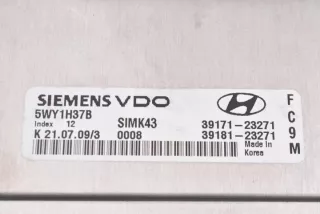 SIEMENS VDO
5WY1H37B
Index 12 SIMK43 39171-23271
K 21.07.09/3 0008 39181-23271
Made In
Korea
F
C
9
M